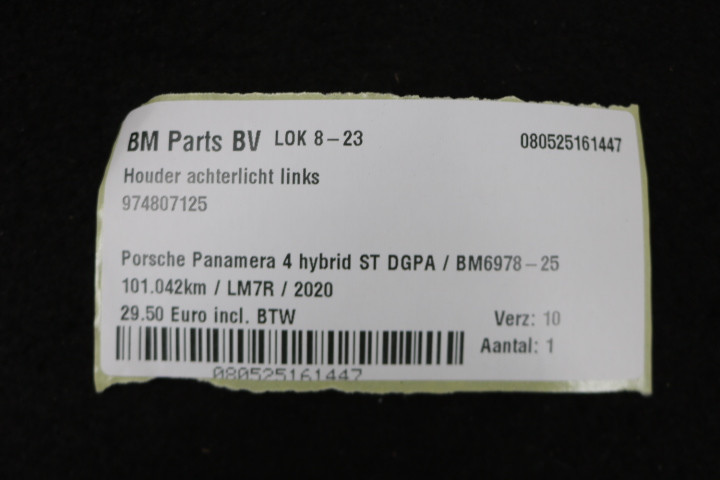 BM Parts BV LOK 8-23 080525161447
Houder achterlicht links
974807125
Porsche Panamera 4 hybrid ST DGPA / BM6978-25
101.042km / LM7R / 2020
29.50 Euro incl. BTW
Verz: 10
Aantal: 1
080525161447